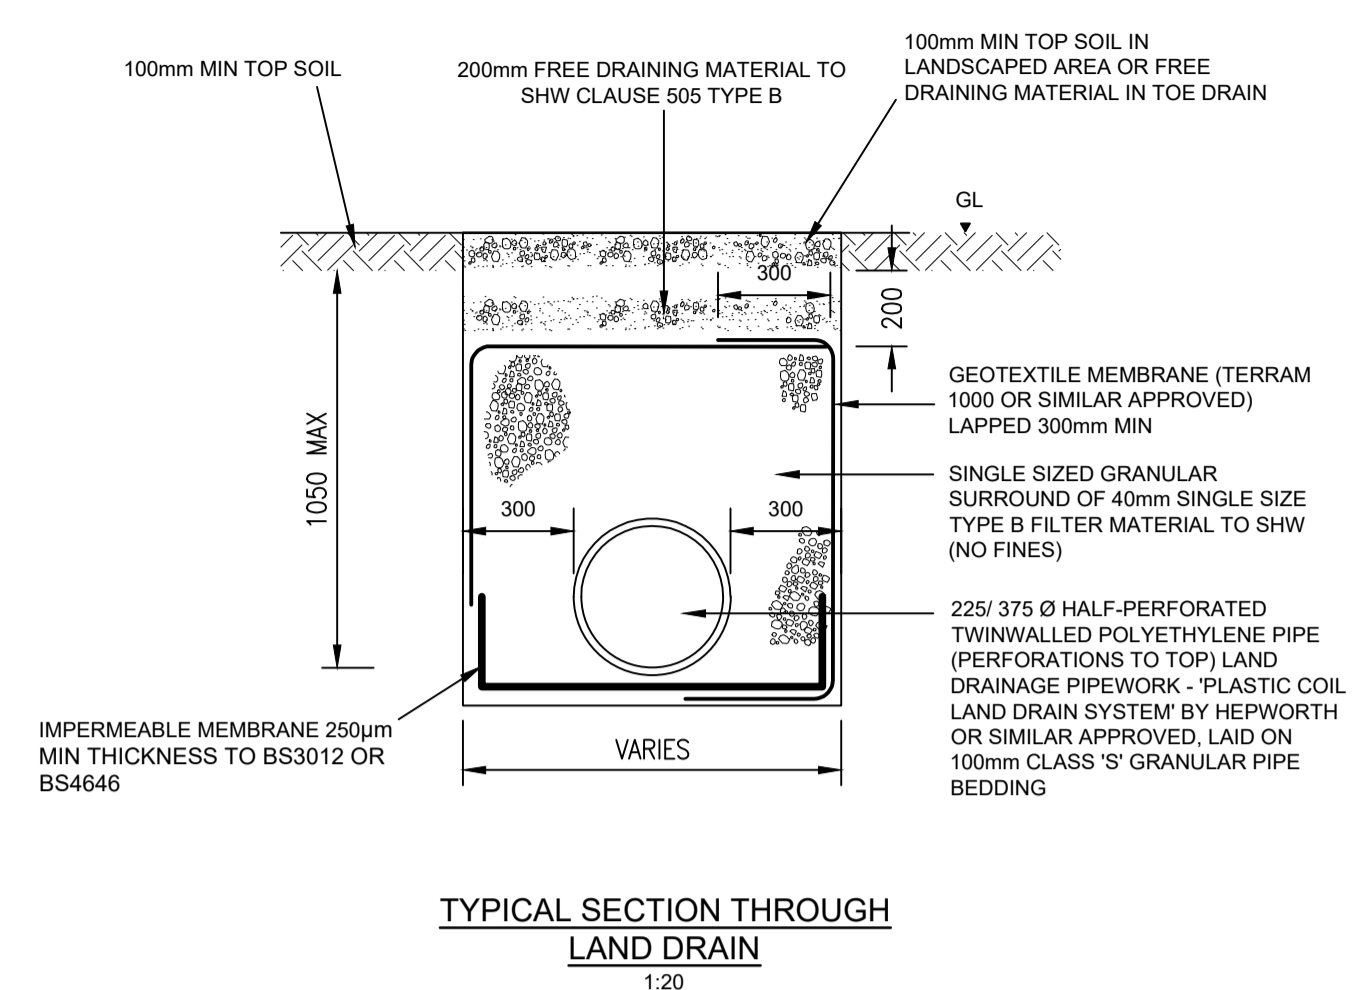 100mm MIN TOP SOIL
200mm FREE DRAINING MATERIAL TO
SHW CLAUSE 505 TYPE B
100mm MIN TOP SOIL IN
LANDSCAPED AREA OR FREE
DRAINING MATERIAL IN TOE DRAIN
GL
300
200
1050 MAX
GEOTEXTILE MEMBRANE (TERRAM
1000 OR SIMILAR APPROVED)
LAPPED 300mm MIN
SINGLE SIZED GRANULAR
SURROUND OF 40mm SINGLE SIZE
TYPE B FILTER MATERIAL TO SHW
(NO FINES)
300
300
225/ 375 Ø HALF-PERFORATED
TWINWALLED POLYETHYLENE PIPE
(PERFORATIONS TO TOP) LAND
DRAINAGE PIPEWORK - 'PLASTIC COIL
LAND DRAIN SYSTEM' BY HEPWORTH
OR SIMILAR APPROVED, LAID ON
100mm CLASS 'S' GRANULAR PIPE
BEDDING
IMPERMEABLE MEMBRANE 250µm
MIN THICKNESS TO BS3012 OR
BS4646
VARIES
TYPICAL SECTION THROUGH
LAND DRAIN
1:20